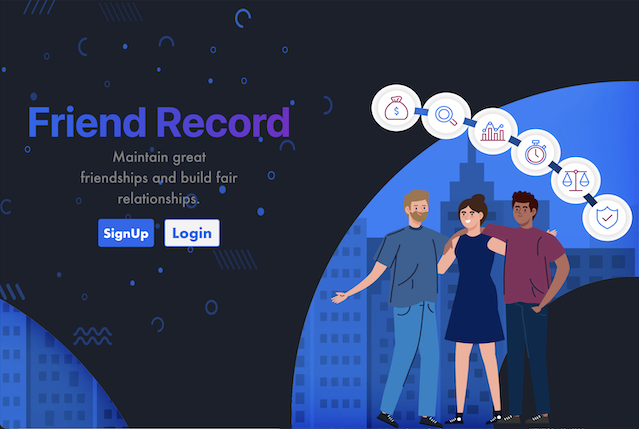 Friend Record
Maintain great
friendships and build fair
relationships.
SignUp
Login
$